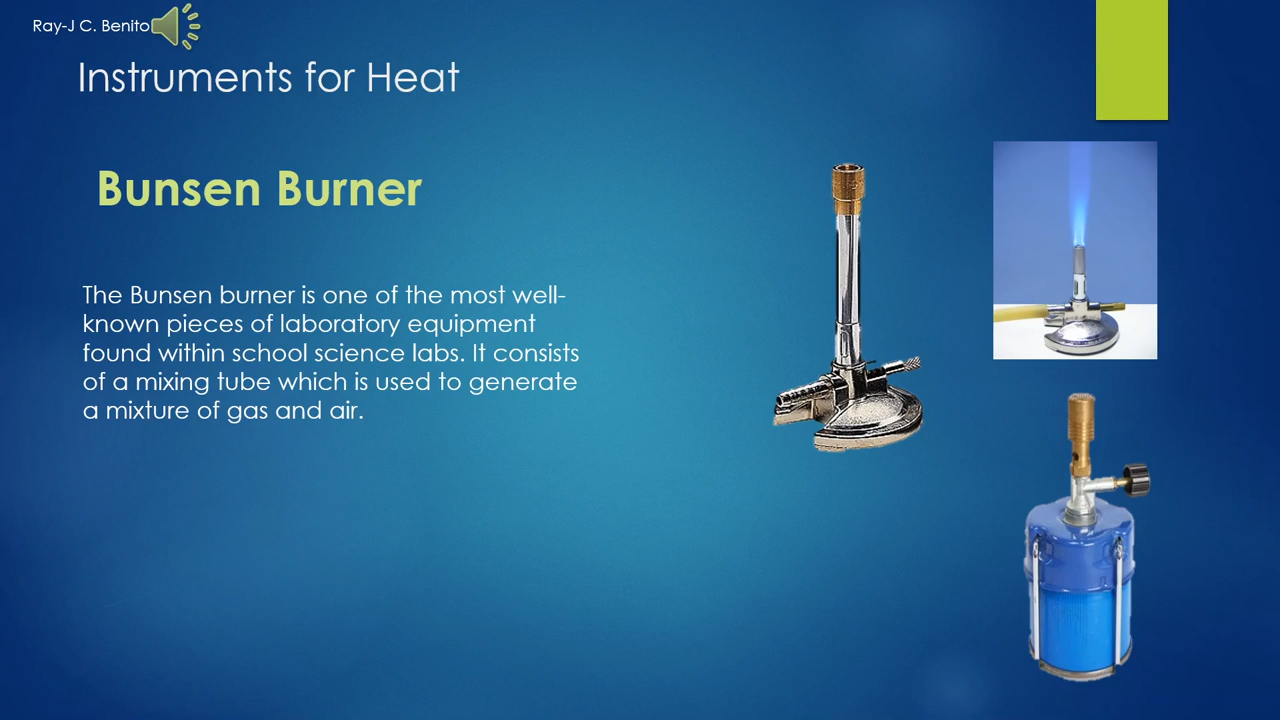 Ray-J C. Benito
Instruments for Heat
Bunsen Burner
The Bunsen burner is one of the most well-
known pieces of laboratory equipment
found within school science labs. It consists
of a mixing tube which is used to generate
a mixture of gas and air.